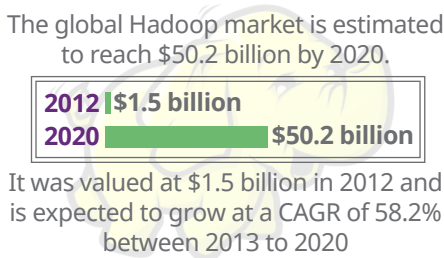 The global Hadoop market is estimated
to reach $50.2 billion by 2020.
2012 $1.5 billion
2020 $50.2 billion
It was valued at $1.5 billion in 2012 and
is expected to grow at a CAGR of 58.2%
between 2013 to 2020